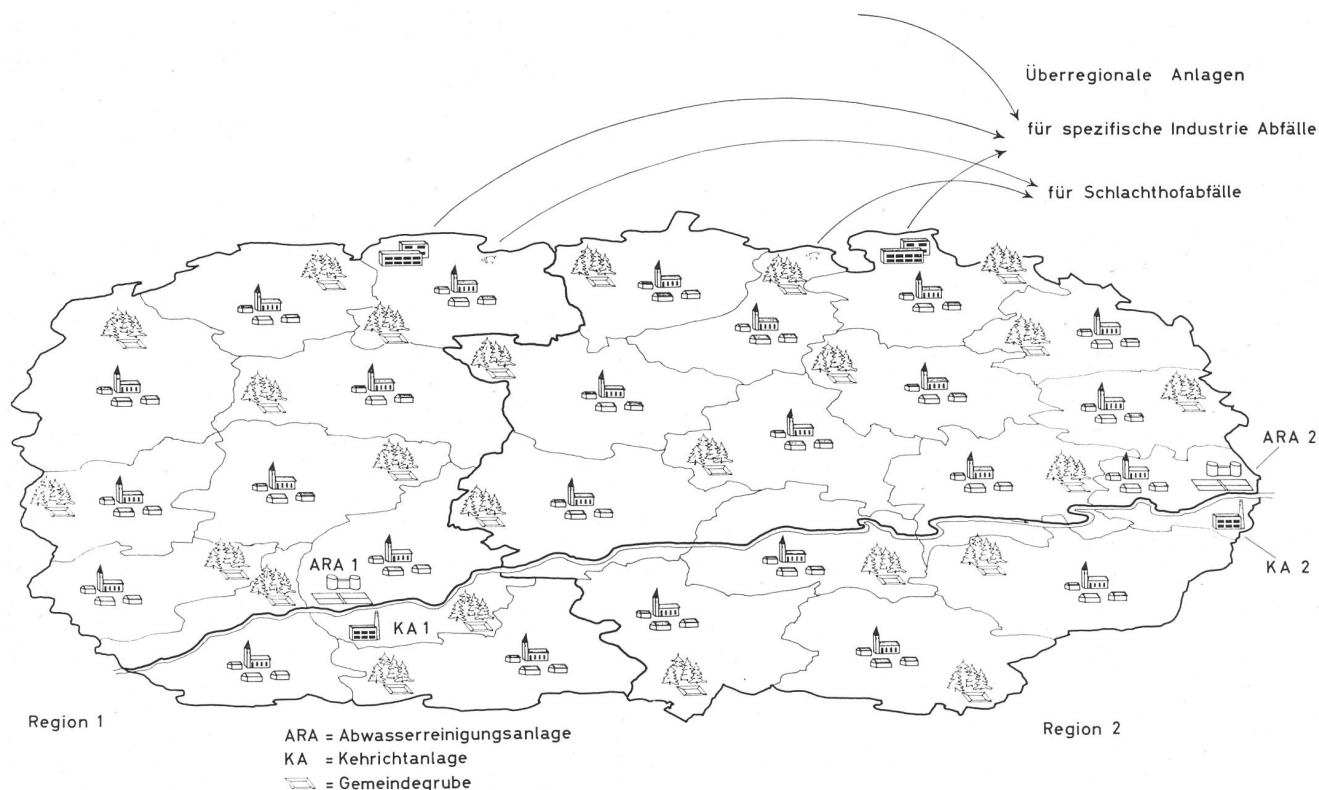 Überregionale Anlagen
für spezifische Industrie Abfälle
für Schlachthofabfälle
ARA 2
ARA 1
KA 2
KA 1
Region 1
Region 2
ARA = Abwasserreinigungsanlage
KA = Kehrichtanlage
= Gemeindegrube